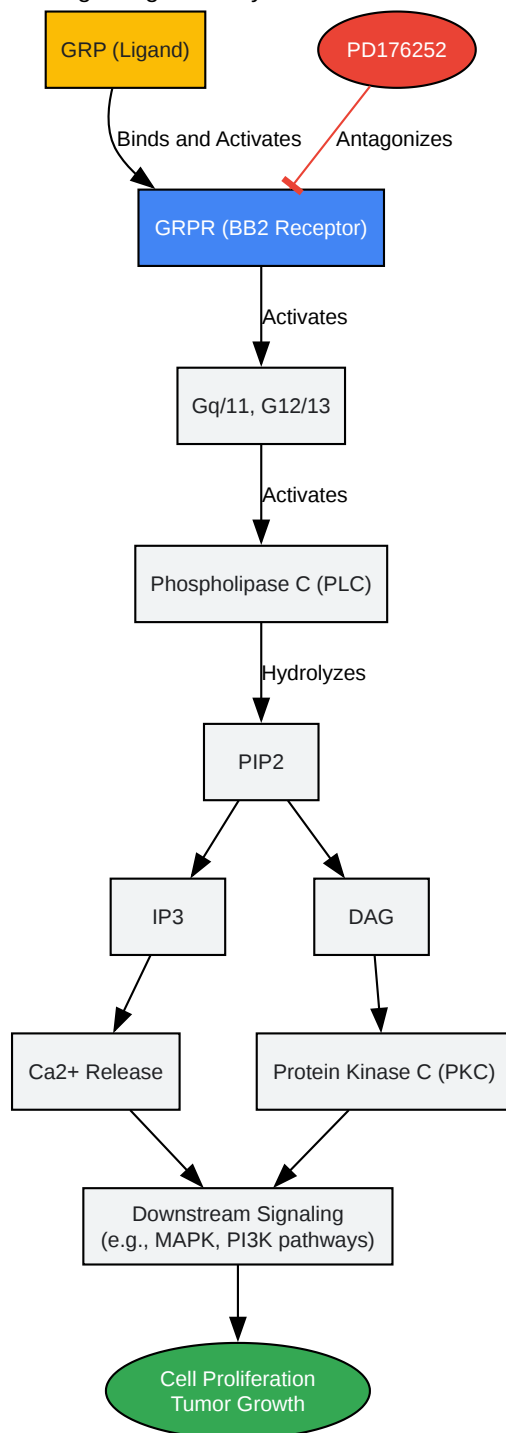 GRP (Ligand)
PD176252
Binds and Activates
Antagonizes
GRPR (BB2 Receptor)
Activates
Gq/11, G12/13
Activates
Phospholipase C (PLC)
Hydrolyzes
PIP2
IP3
DAG
Ca2+ Release
Protein Kinase C (PKC)
Downstream Signaling
(e.g., MAPK, PI3K pathways)
Cell Proliferation
Tumor Growth